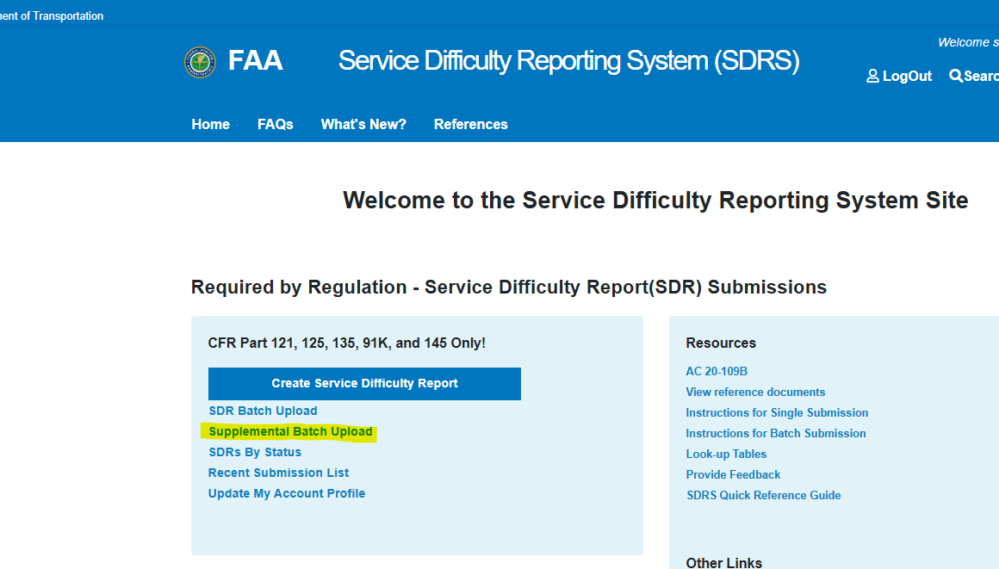 of Transportation
Welcome
FAA
Service Difficulty Reporting System (SDRS)
LogOut
Home FAQs What's New? References
Welcome to the Service Difficulty Reporting System Site
Required by Regulation - Service Difficulty Report(SDR) Submissions
CFR Part 121, 125, 135, 91K, and 145 Only!
Create Service Difficulty Report
SDR Batch Upload
Supplemental Batch Upload
SDRs By Status
Recent Submission List
Update My Account Profile
Resources
AC 20-109B
View reference documents
Instructions for Single Submission
Instructions for Batch Submission
Look-up Tables
Provide Feedback
SDRS Quick Reference Guide
Other Links